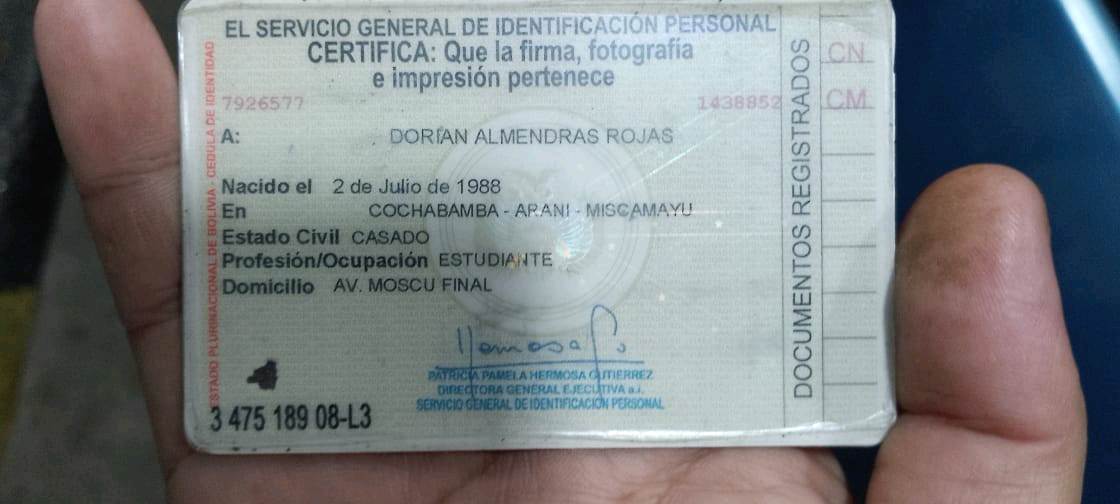 EL SERVICIO GENERAL DE IDENTIFICACIÓN PERSONAL
CERTIFICA: Que la firma, fotografía
e impresión pertenece
7926577 1438852
A: DORIAN ALMENDRAS ROJAS
Nacido el 2 de Julio de 1988
En COCHABAMBA - ARANI - MISCAMAYU
Estado Civil CASADO
Profesión/Ocupación ESTUDIANTE
Domicilio AV. MOSCU FINAL
PATRICIA PAMELA HERMOSA GUTIERREZ
DIRECTORA GENERAL EJECUTIVA a.i.
SERVICIO GENERAL DE IDENTIFICACIÓN PERSONAL
3 475 189 08-L3
ESTADO PLURINACIONAL DE BOLIVIA - CEDULA DE IDENTIDAD
DOCUMENTOS REGISTRADOS
CN
CM